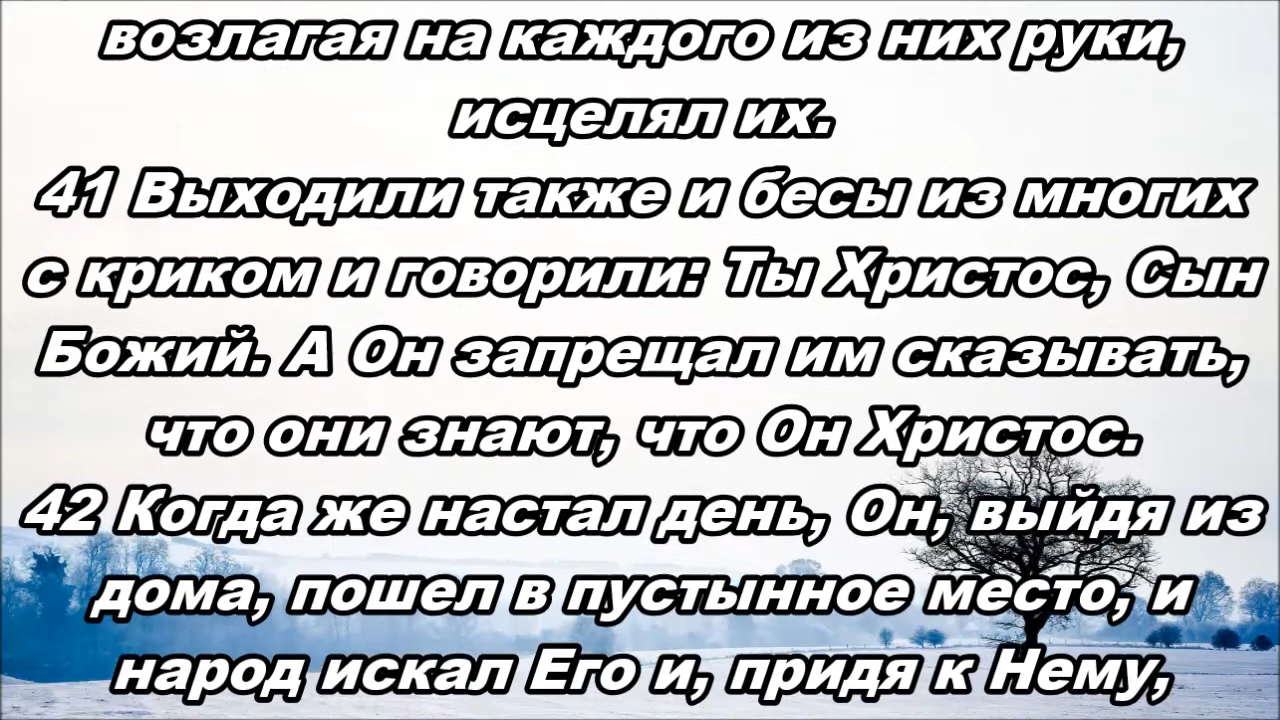 возлагая на каждого из них руки,
исцелял их.
41 Выходили также и бесы из многих
с криком и говорили: Ты Христос, Сын
Божий. А Он запрещал им сказывать,
что они знают, что Он Христос.
42 Когда же настал день, Он, выйдя из
дома, пошел в пустынное место, и
народ искал Его и, придя к Нему,